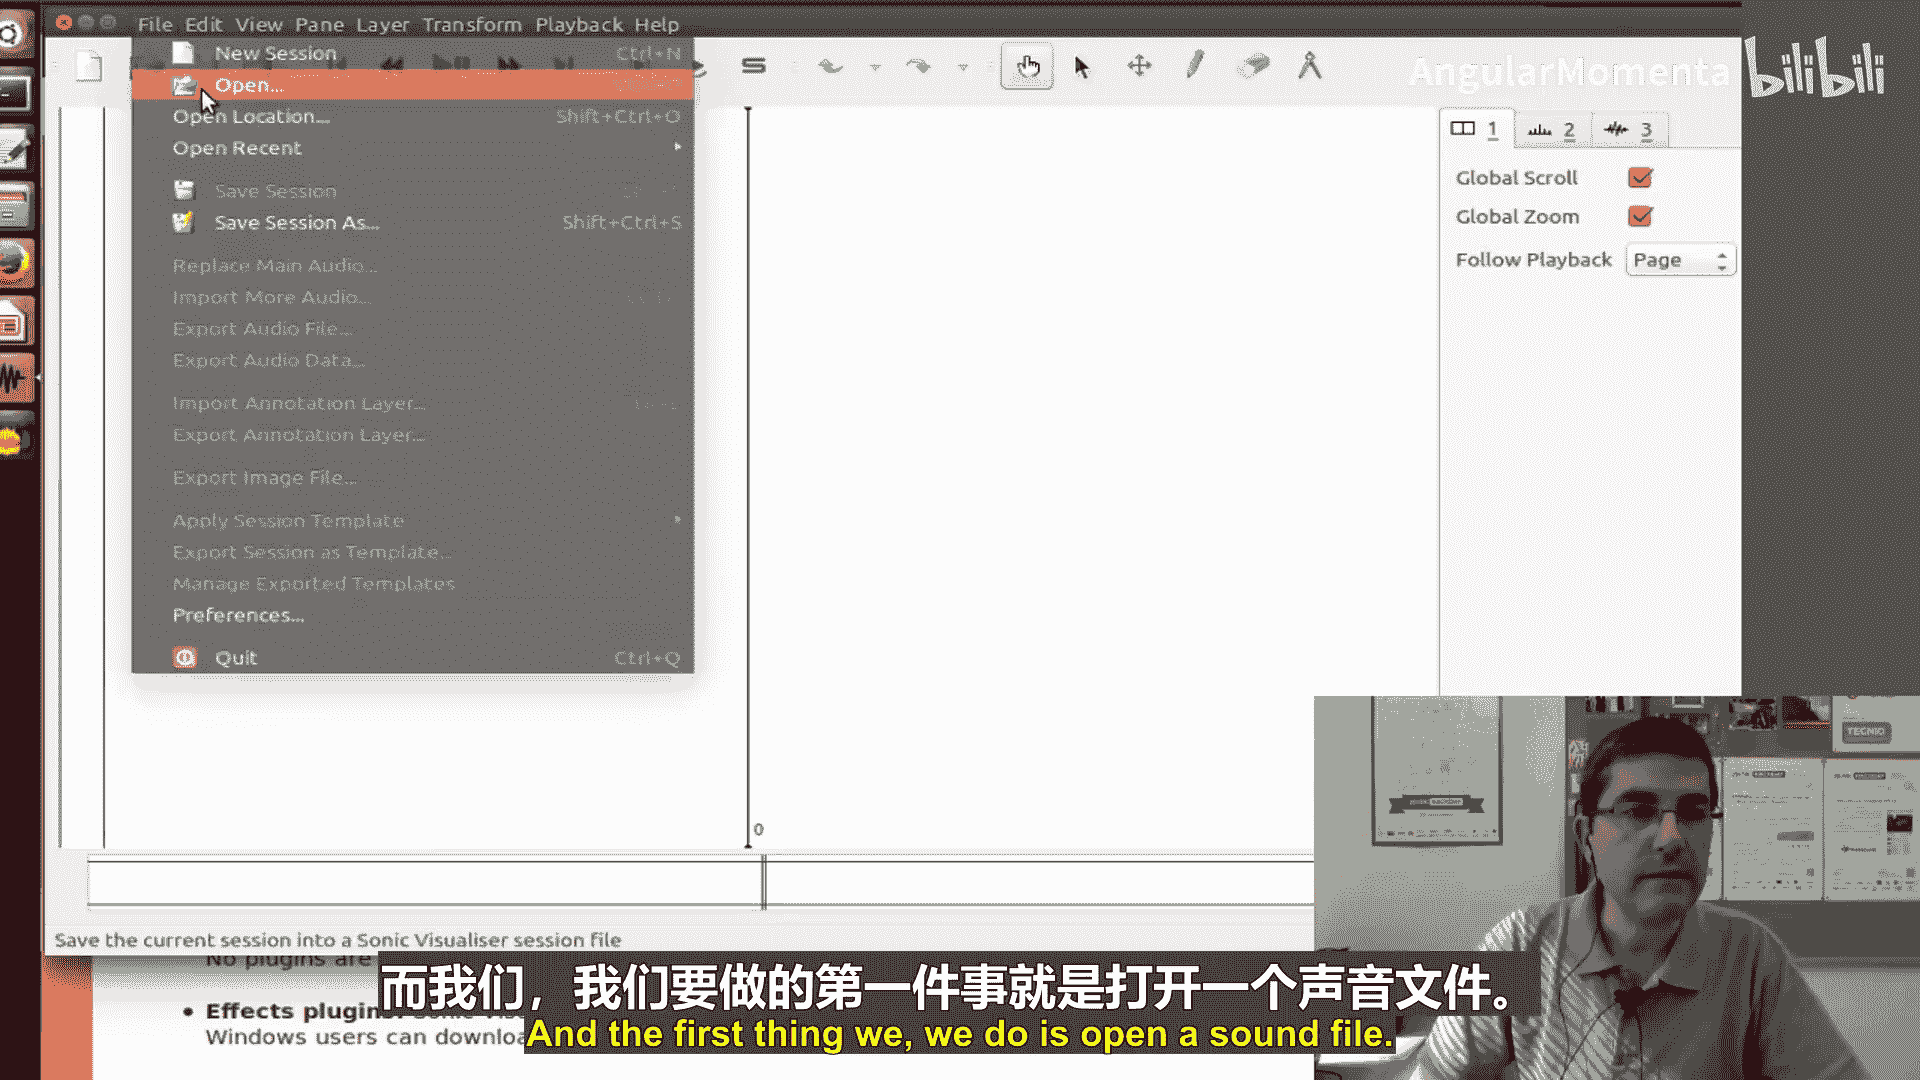 File Edit View Pane Layer Transform Playback Help
AngularMomenta bilibili
New Session Ctrl+N
Open...
Open Location... Shift+Ctrl+O
Open Recent
Save Session
Save Session As... Shift+Ctrl+S
Replace Main Audio...
Import More Audio...
Export Audio File...
Export Audio Data...
Import Annotation Layer...
Export Annotation Layer...
Export Image File...
Apply Session Template
Export Session as Template...
Manage Exported Templates
Preferences...
Quit Ctrl+Q
1 2 3
Global Scroll
Global Zoom
Follow Playback Page
0
TECNIO
Save the current session into a Sonic Visualiser session file
No plugins are
而我们，我们要做的第一件事就是打开一个声音文件。
Effects plugins
Windows users can downloa
And the first thing we, we do is open a sound file.